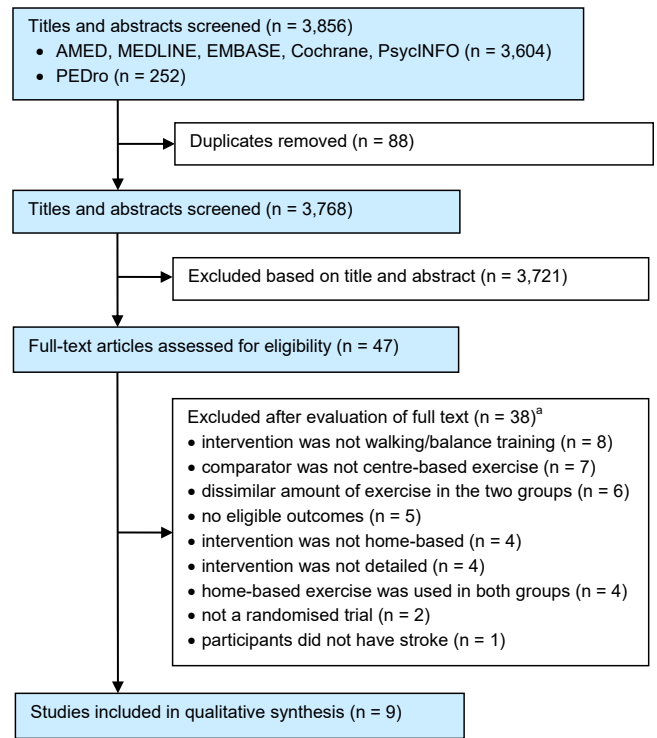 Titles and abstracts screened (n = 3,856)
• AMED, MEDLINE, EMBASE, Cochrane, PsycINFO (n = 3,604)
• PEDro (n = 252)
Duplicates removed (n = 88)
Titles and abstracts screened (n = 3,768)
Excluded based on title and abstract (n = 3,721)
Full-text articles assessed for eligibility (n = 47)
Excluded after evaluation of full text (n = 38)ᵃ
• intervention was not walking/balance training (n = 8)
• comparator was not centre-based exercise (n = 7)
• dissimilar amount of exercise in the two groups (n = 6)
• no eligible outcomes (n = 5)
• intervention was not home-based (n = 4)
• intervention was not detailed (n = 4)
• home-based exercise was used in both groups (n = 4)
• not a randomised trial (n = 2)
• participants did not have stroke (n = 1)
Studies included in qualitative synthesis (n = 9)